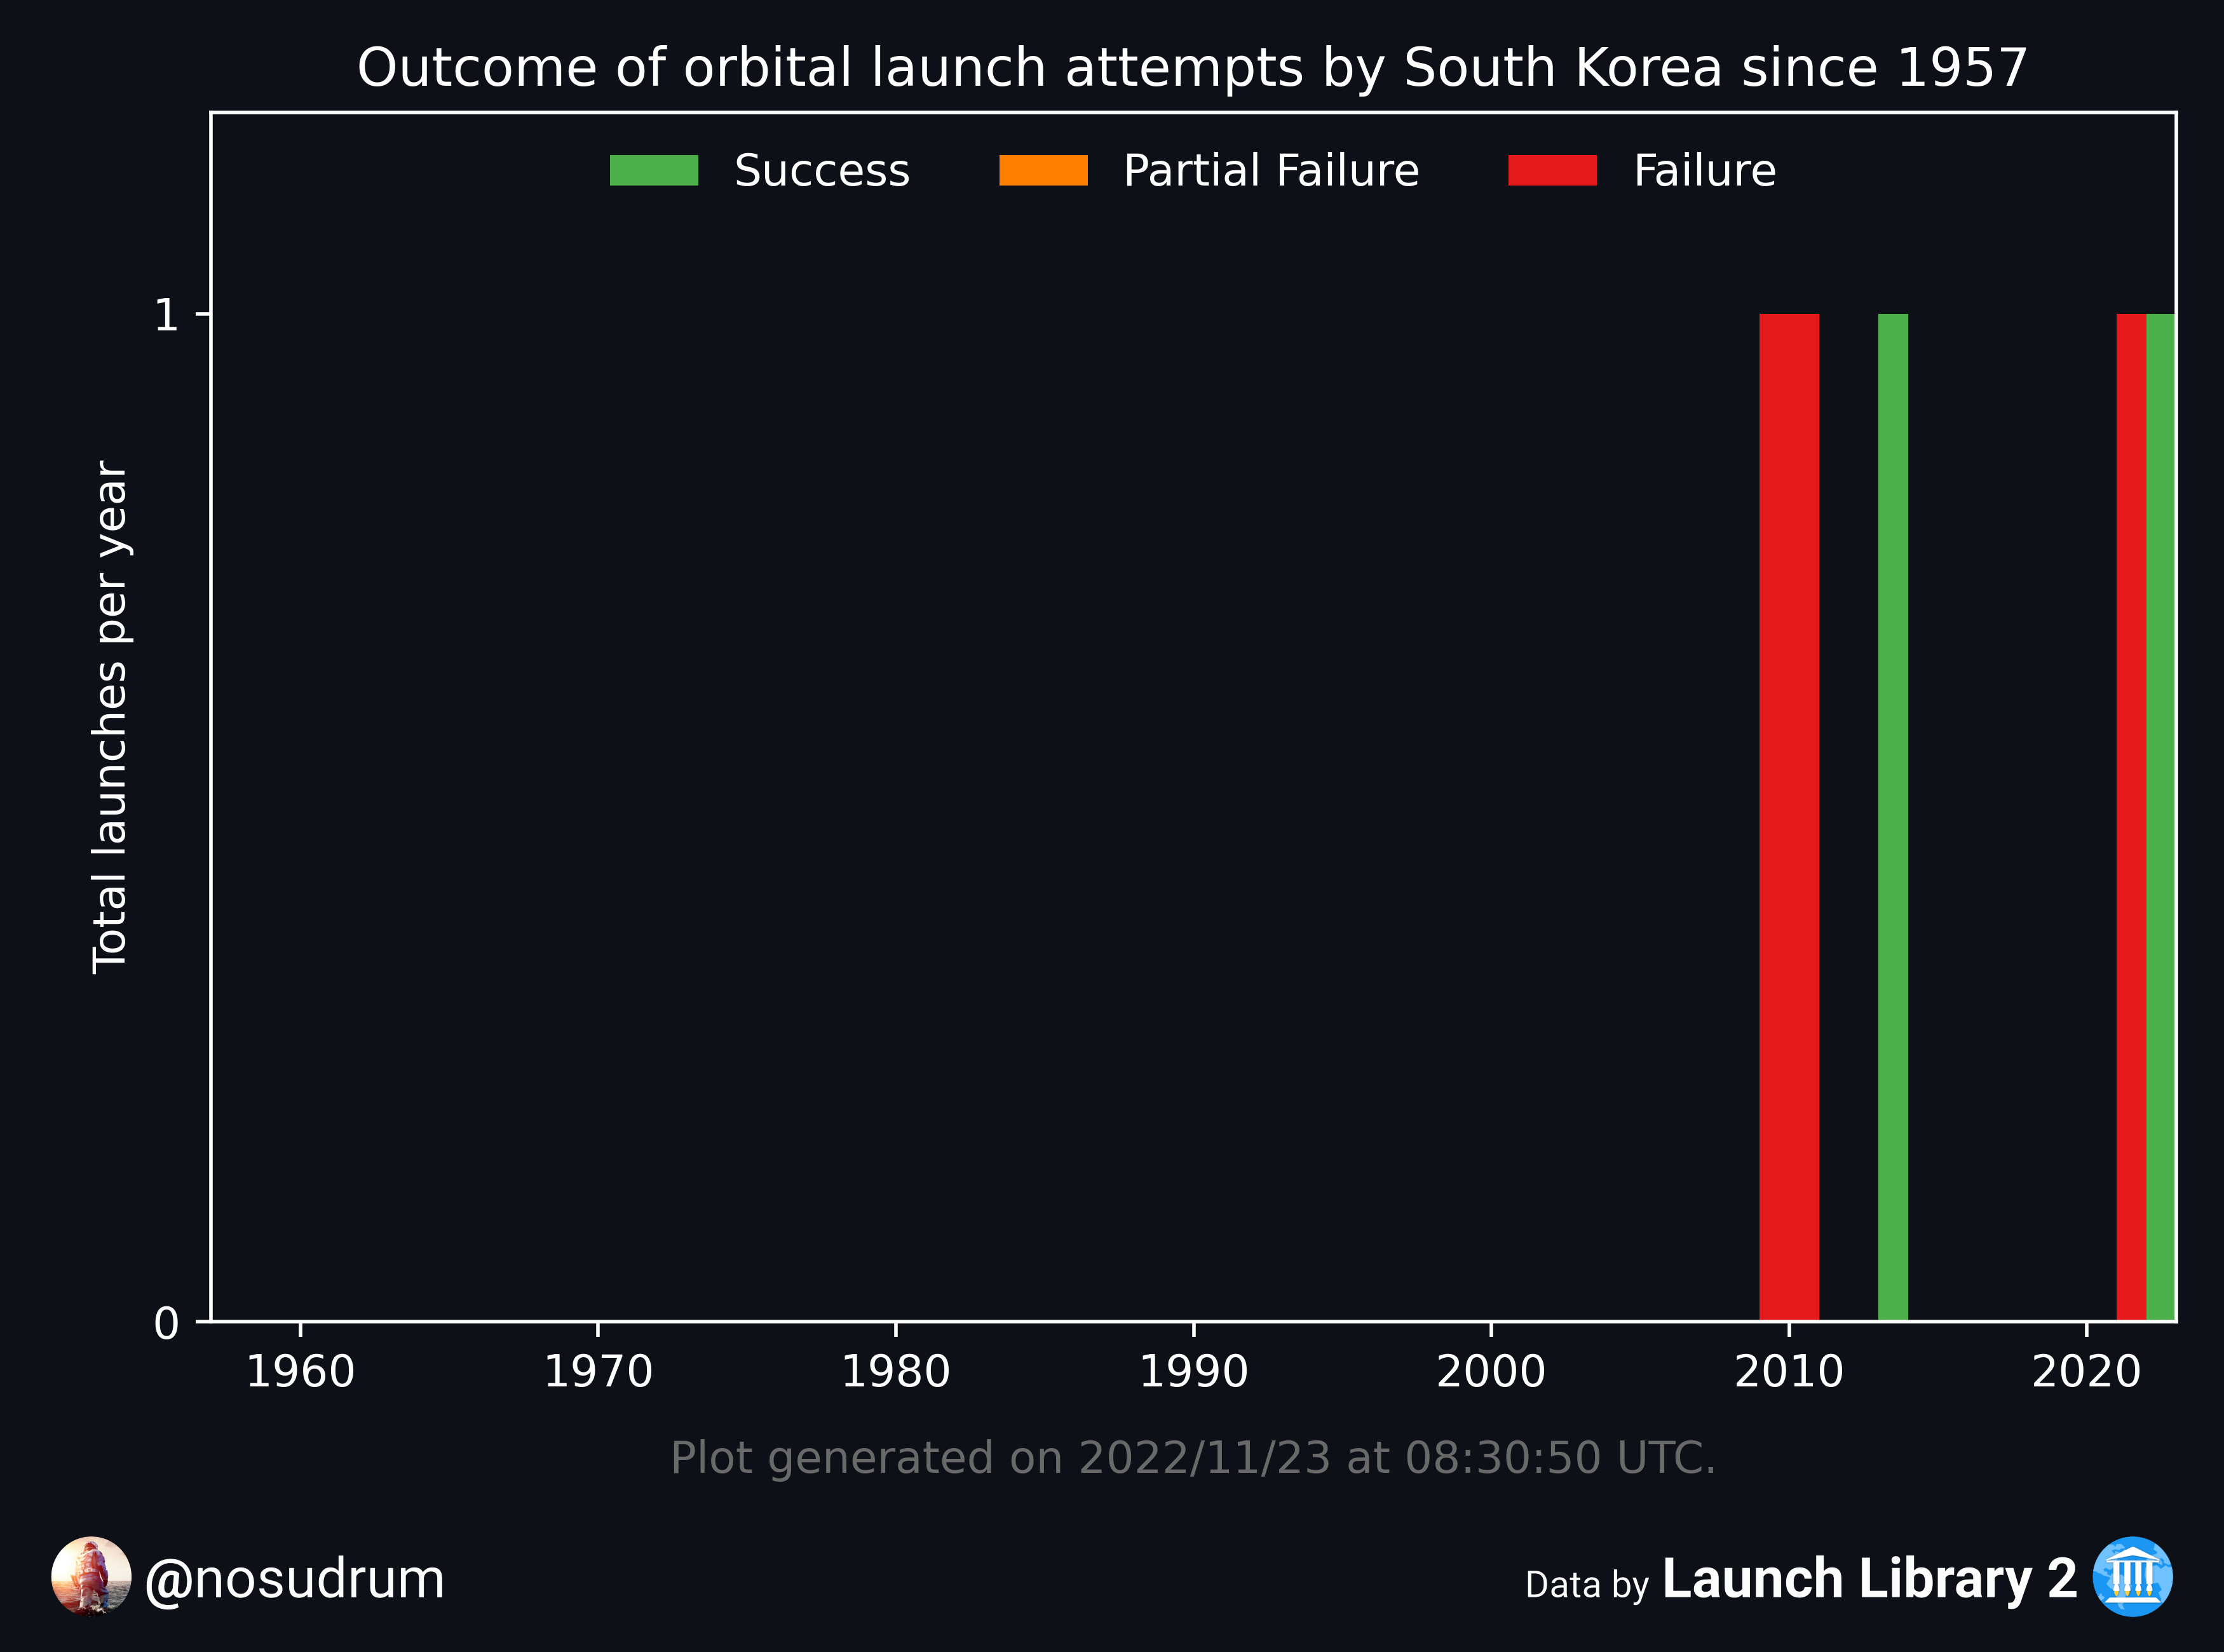 Outcome of orbital launch attempts by South Korea since 1957
Success Partial Failure Failure
1
Total launches per year
0
1960 1970 1980 1990 2000 2010 2020
Plot generated on 2022/11/23 at 08:30:50 UTC.
@nosudrum
Data by Launch Library 2